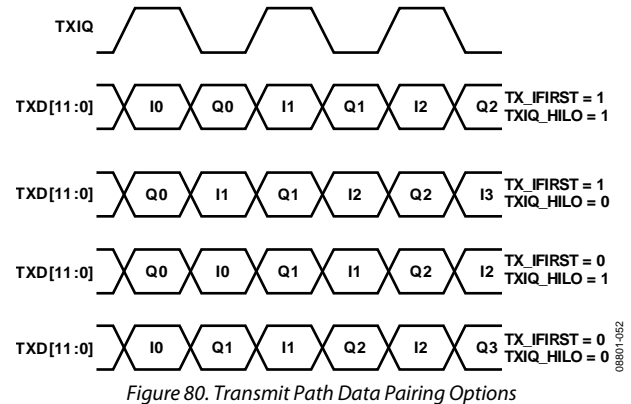 TXIQ
TXD[11:0] I0 Q0 I1 Q1 I2 Q2 TX_IFIRST = 1
TXIQ_HILO = 1
TXD[11:0] Q0 I1 Q1 I2 Q2 I3 TX_IFIRST = 1
TXIQ_HILO = 0
TXD[11:0] Q0 I0 Q1 I1 Q2 I2 TX_IFIRST = 0
TXIQ_HILO = 1
TXD[11:0] I0 Q1 I1 Q2 I2 Q3 TX_IFIRST = 0
TXIQ_HILO = 0
08801-052
Figure 80. Transmit Path Data Pairing Options